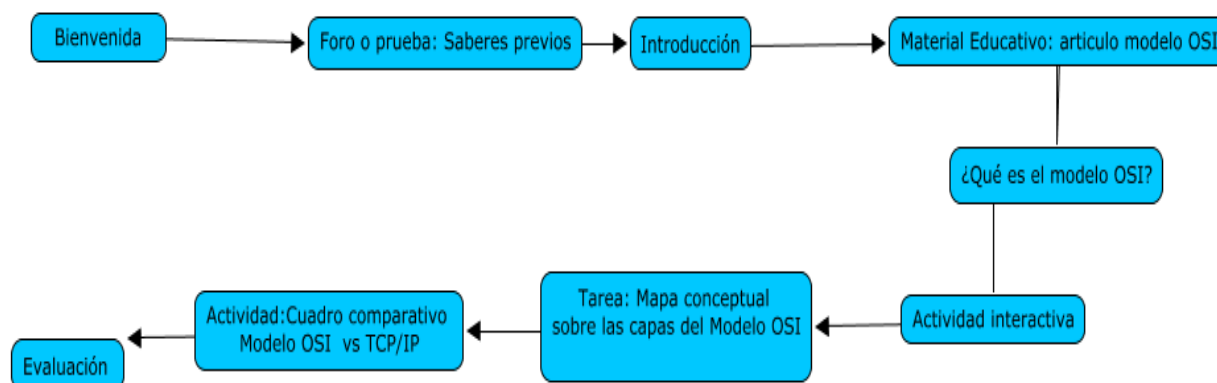 Bienvenida
Foro o prueba: Saberes previos
Introducción
Material Educativo: articulo modelo OSI
¿Qué es el modelo OSI?
Actividad interactiva
Tarea: Mapa conceptual
sobre las capas del Modelo OSI
Actividad:Cuadro comparativo
Modelo OSI vs TCP/IP
Evaluación